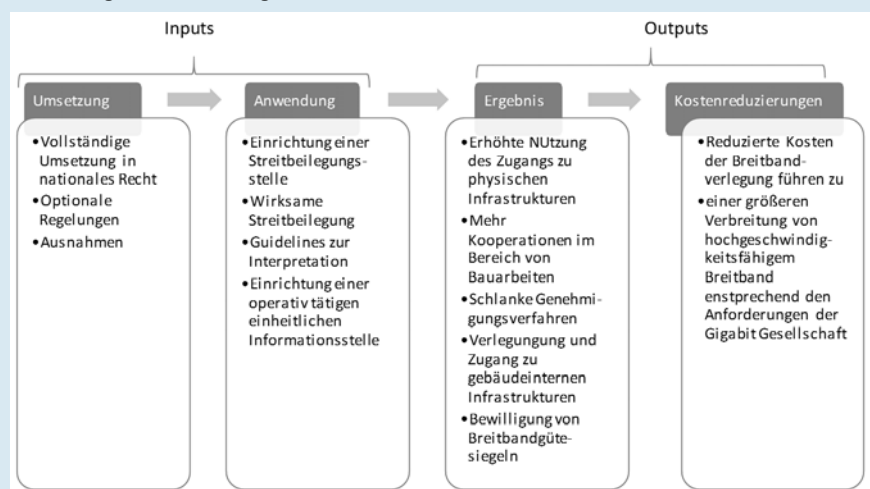 Inputs
Outputs
Umsetzung
Anwendung
Ergebnis
Kostenreduzierungen
•Vollständige
Umsetzung in
nationales Recht
•Optionale
Regelungen
•Ausnahmen
•Einrichtung einer
Streitbeilegungs-
stelle
•Wirksame
Streitbeilegung
•Guidelines zur
Interpretation
•Einrichtung einer
operativ tätigen
einheitlichen
Informationsstelle
•Erhöhte NUtzung
des Zugangs zu
physischen
Infrastrukturen
•Mehr
Kooperationen im
Bereich von
Bauarbeiten
•Schlanke Genehmi-
gungsverfahren
•Verlegungung und
Zugang zu
gebäudeinternen
Infrastrukturen
•Bewilligung von
Breitbandgüte-
siegeln
•Reduzierte Kosten
der Breitband-
verlegung führen zu
•einer größeren
Verbreitung von
hochgeschwindig-
keitsfähigem
Breitband
enstprechend den
Anforderungen der
Gigabit Gesellschaft